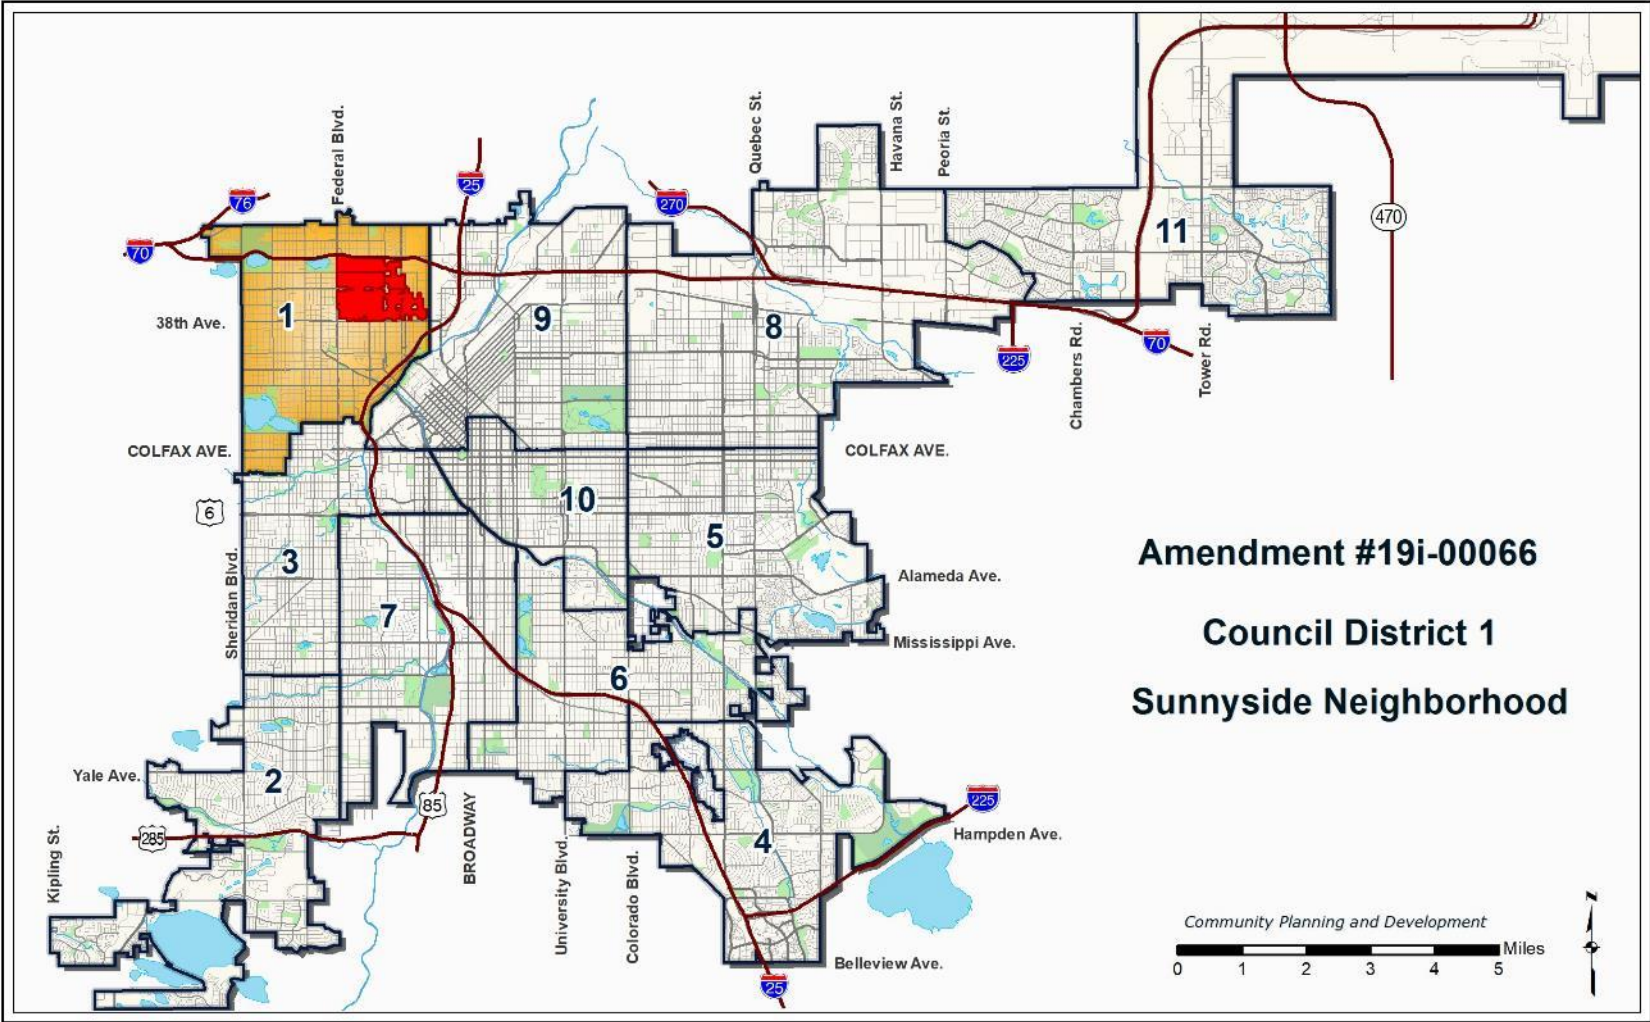 Federal Blvd.
Quebec St.
Havana St.
Peoria St.
76
25
270
70
470
11
1
9
8
38th Ave.
225
70
Chambers Rd.
Tower Rd.
COLFAX AVE.
COLFAX AVE.
10
6
5
3
Sheridan Blvd.
Alameda Ave.
7
Mississippi Ave.
6
Amendment #19i-00066
Council District 1
Sunnyside Neighborhood
Yale Ave.
2
85
225
285
BROADWAY
4
Hampden Ave.
Kipling St.
University Blvd.
Colorado Blvd.
Belleview Ave.
25
Community Planning and Development
Miles
0 1 2 3 4 5
N